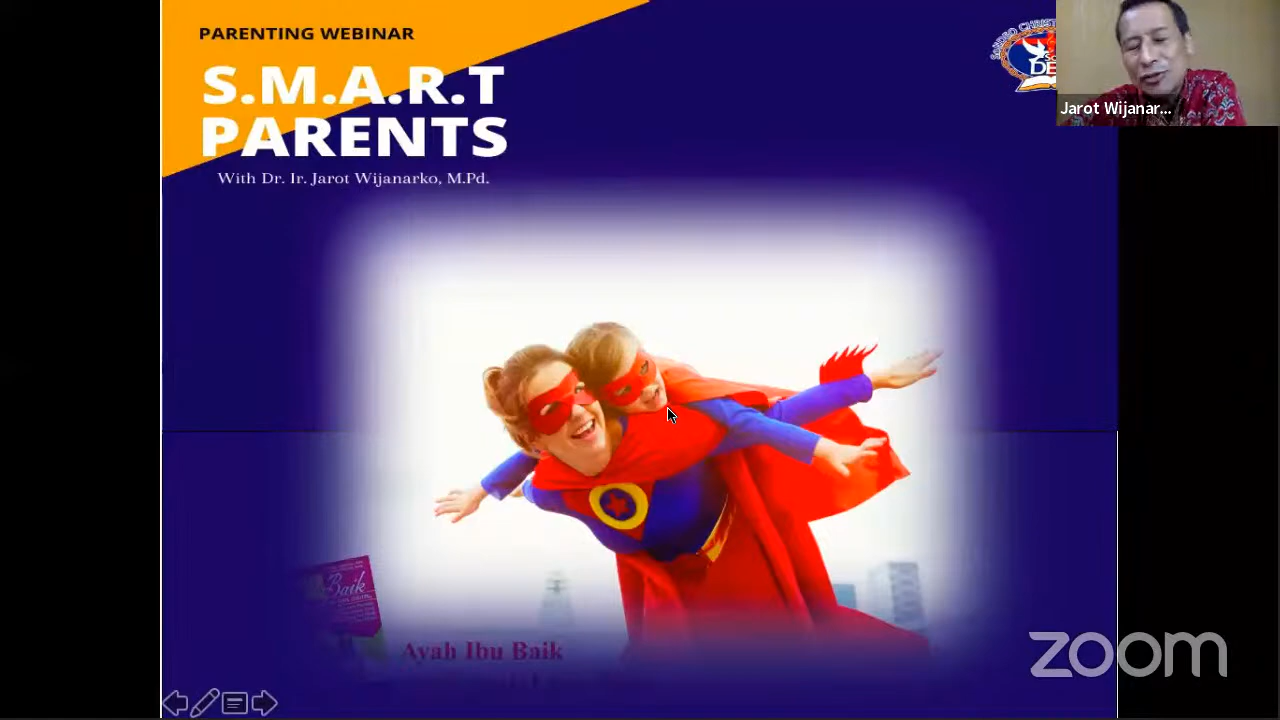 PARENTING WEBINAR
S.M.A.R.T
PARENTS
With Dr. Ir. Jarot Wijanarko, M.Pd.
Jarot Wijanar...
Baik
Ayah Ibu Baik
zoom